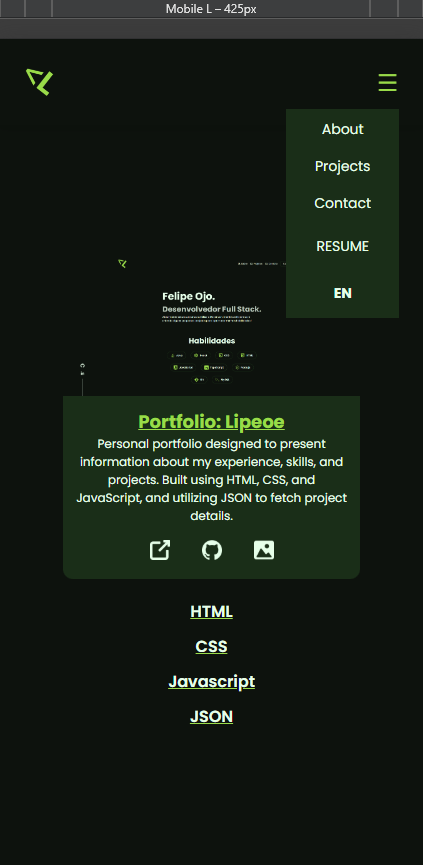 Mobile L – 425px
About
Projects
Contact
RESUME
EN
Felipe Ojo.
Desenvolvedor Full Stack.
Habilidades
Portfolio: Lipeoe
Personal portfolio designed to present
information about my experience, skills, and
projects. Built using HTML, CSS, and
JavaScript, and utilizing JSON to fetch project
details.
HTML
CSS
Javascript
JSON